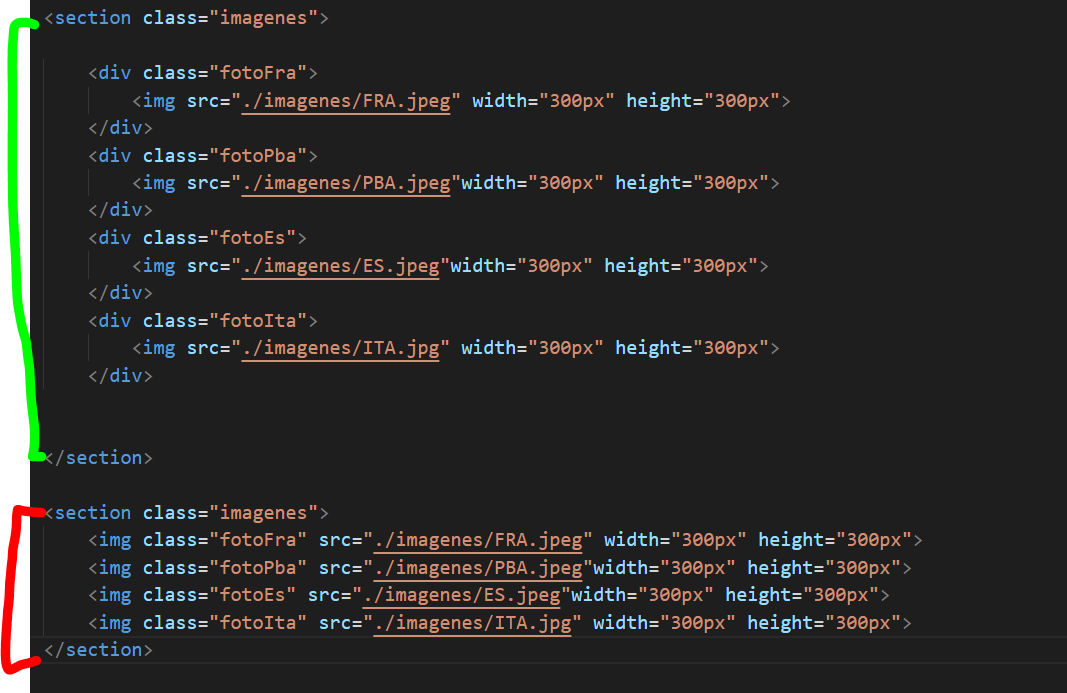 <section class="imagenes">
<div class="fotoFra">
<img src="./imagenes/FRA.jpeg" width="300px" height="300px">
</div>
<div class="fotoPba">
<img src="./imagenes/PBA.jpeg"width="300px" height="300px">
</div>
<div class="fotoEs">
<img src="./imagenes/ES.jpeg"width="300px" height="300px">
</div>
<div class="fotoIta">
<img src="./imagenes/ITA.jpg" width="300px" height="300px">
</div>
</section>
<section class="imagenes">
<img class="fotoFra" src="./imagenes/FRA.jpeg" width="300px" height="300px">
<img class="fotoPba" src="./imagenes/PBA.jpeg"width="300px" height="300px">
<img class="fotoEs" src="./imagenes/ES.jpeg"width="300px" height="300px">
<img class="fotoIta" src="./imagenes/ITA.jpg" width="300px" height="300px">
</section>